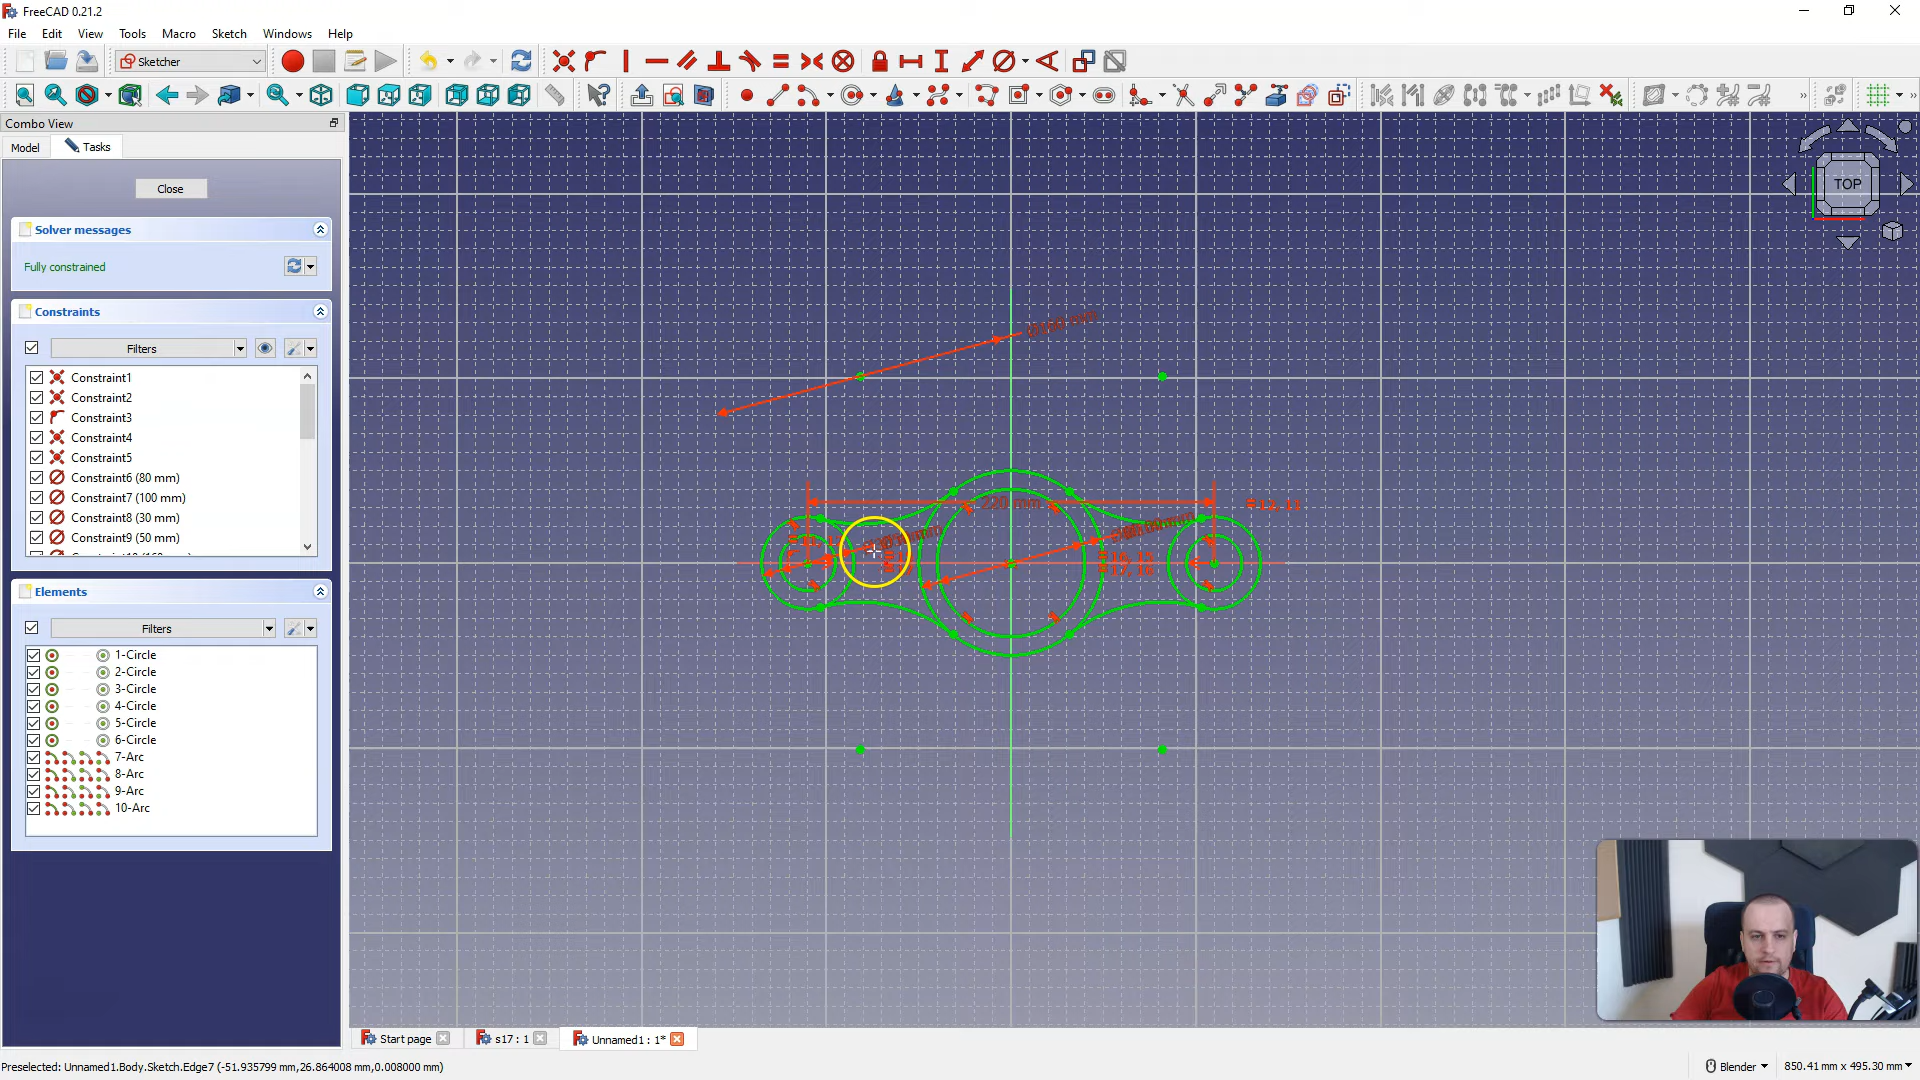 FreeCAD 0.21.2
File Edit View Tools Macro Sketch Windows Help
Sketcher
Combo View
Model Tasks
Close
Solver messages
Fully constrained
Constraints
Filters
Constraint1
Constraint2
Constraint3
Constraint4
Constraint5
Constraint6 (80 mm)
Constraint7 (100 mm)
Constraint8 (30 mm)
Constraint9 (50 mm)
Elements
Filters
1-Circle
2-Circle
3-Circle
4-Circle
5-Circle
6-Circle
7-Arc
8-Arc
9-Arc
10-Arc
TOP
220 mm
Start page
s17 : 1
Unnamed1 : 1*
Preselected: Unnamed1.Body.Sketch.Edge7 (-51.935799 mm,26.864008 mm,0.008000 mm)
Blender
850.41 mm x 495.30 mm